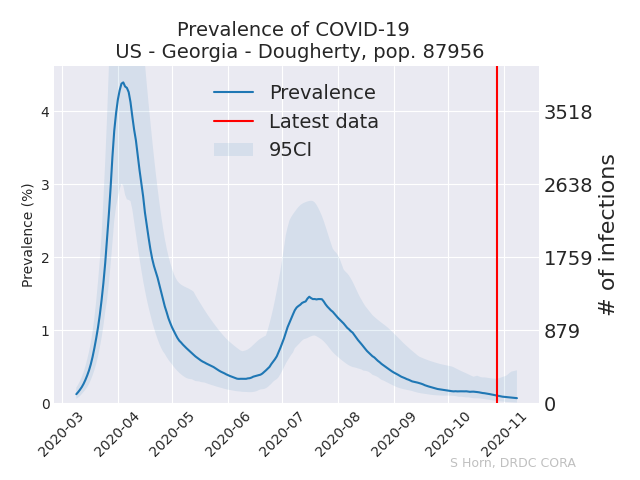 Prevalence of COVID-19
US - Georgia - Dougherty, pop. 87956
Prevalence
Latest data
95CI
Prevalence (%)
4
3
2
1
0
3518
2638
1759
879
0
# of infections
2020-03
2020-04
2020-05
2020-06
2020-07
2020-08
2020-09
2020-10
2020-11
S Horn, DRDC CORA